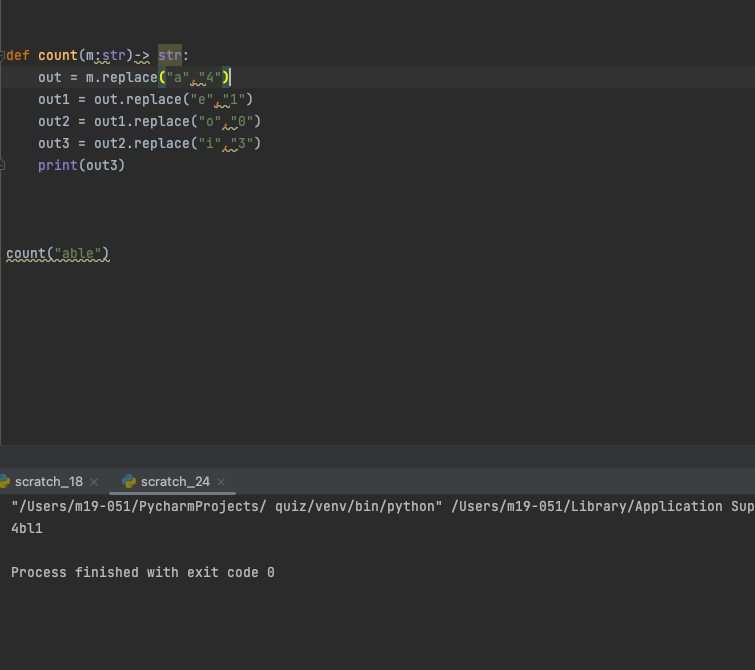 def count(m:str)-> str:
    out = m.replace("a","4")
    out1 = out.replace("e","1")
    out2 = out1.replace("o","0")
    out3 = out2.replace("i","3")
    print(out3)
count("able")
scratch_18 × scratch_24 ×
"/Users/m19-051/PycharmProjects/ quiz/venv/bin/python" /Users/m19-051/Library/Application Sup
4bl1
Process finished with exit code 0